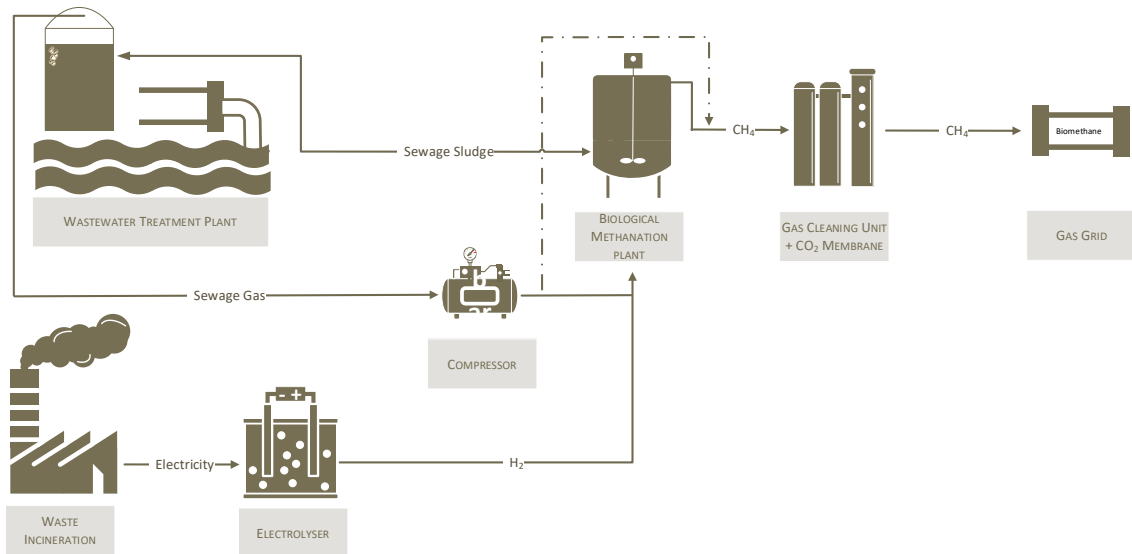 CH₄
CH₄
Biomethane
Sewage Sludge
WASTEWATER TREATMENT PLANT
BIOLOGICAL
METHANATION
PLANT
GAS CLEANING UNIT
+ CO₂ MEMBRANE
GAS GRID
Sewage Gas
b
ar
COMPRESSOR
- +
Electricity
H₂
WASTE
INCINERATION
ELECTROLYSER